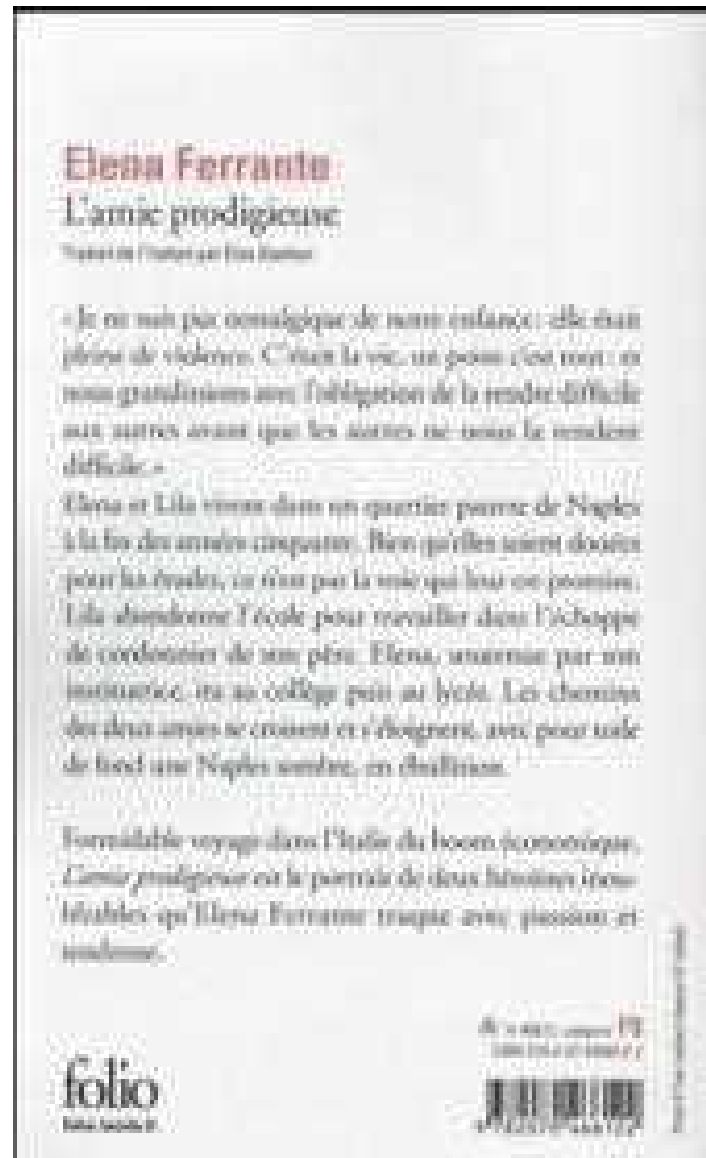 Elena Ferrante
L'amie prodigieuse
Traduit de l'italien par Elsa Damien
«Je ne suis pas nostalgique de notre enfance : elle était
pleine de violence. C'était la vie, un point c'est tout : et
nous grandissions avec l'obligation de la rendre difficile
aux autres avant que les autres ne nous la rendent
difficile.»
Elena et Lila vivent dans un quartier pauvre de Naples
à la fin des années cinquante. Bien qu'elles soient douées
pour les études, ce n'est pas la voie qui leur est promise.
Lila abandonne l'école pour travailler dans l'échoppe
de cordonnier de son père. Elena, soutenue par son
institutrice, ira au collège puis au lycée. Les chemins
des deux amies se croisent et s'éloignent, avec pour toile
de fond une Naples sombre, en ébullition.
Formidable voyage dans l'Italie du boom économique,
L'amie prodigieuse est le portrait de deux héroïnes inou-
bliables qu'Elena Ferrante traque avec passion et
tendresse.
folio